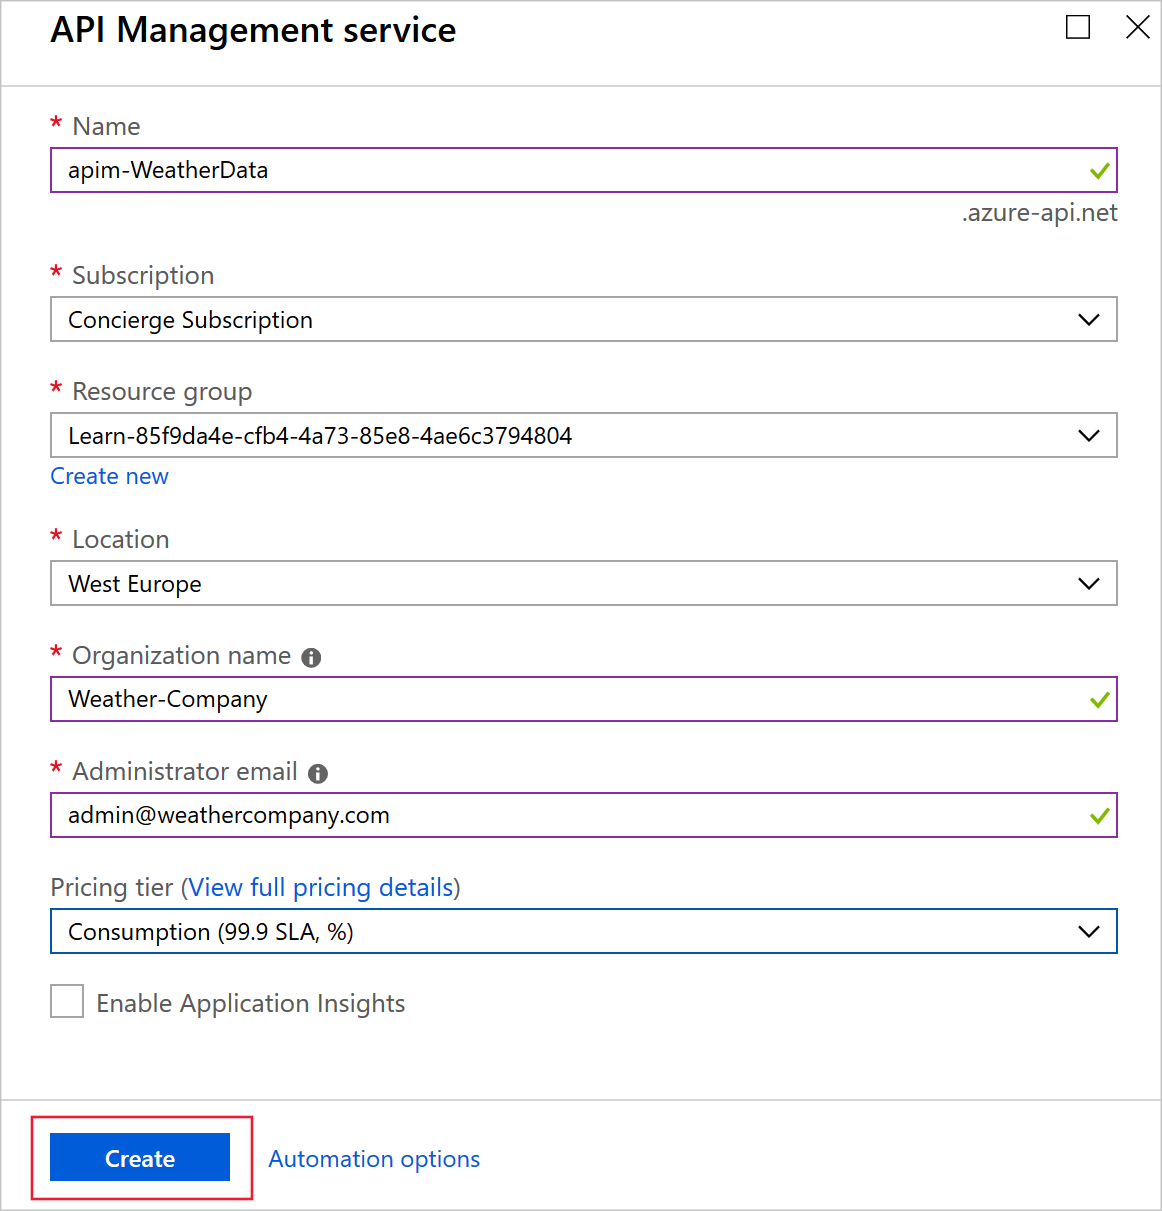 API Management service
* Name
apim-WeatherData
.azure-api.net
* Subscription
Concierge Subscription
* Resource group
Learn-85f9da4e-cfb4-4a73-85e8-4ae6c3794804
Create new
* Location
West Europe
* Organization name
Weather-Company
* Administrator email
admin@weathercompany.com
Pricing tier (View full pricing details)
Consumption (99.9 SLA, %)
Enable Application Insights
Create
Automation options